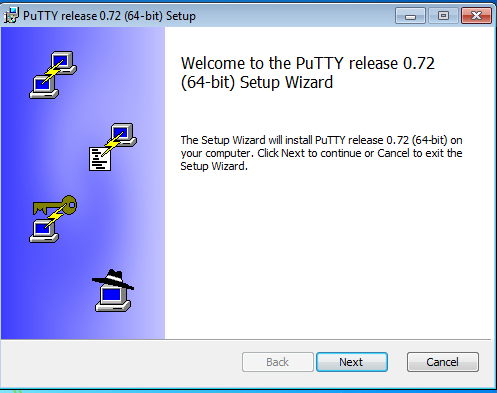 PuTTY release 0.72 (64-bit) Setup
Welcome to the PuTTY release 0.72
(64-bit) Setup Wizard
The Setup Wizard will install PuTTY release 0.72 (64-bit) on
your computer. Click Next to continue or Cancel to exit the
Setup Wizard.
Back
Next
Cancel